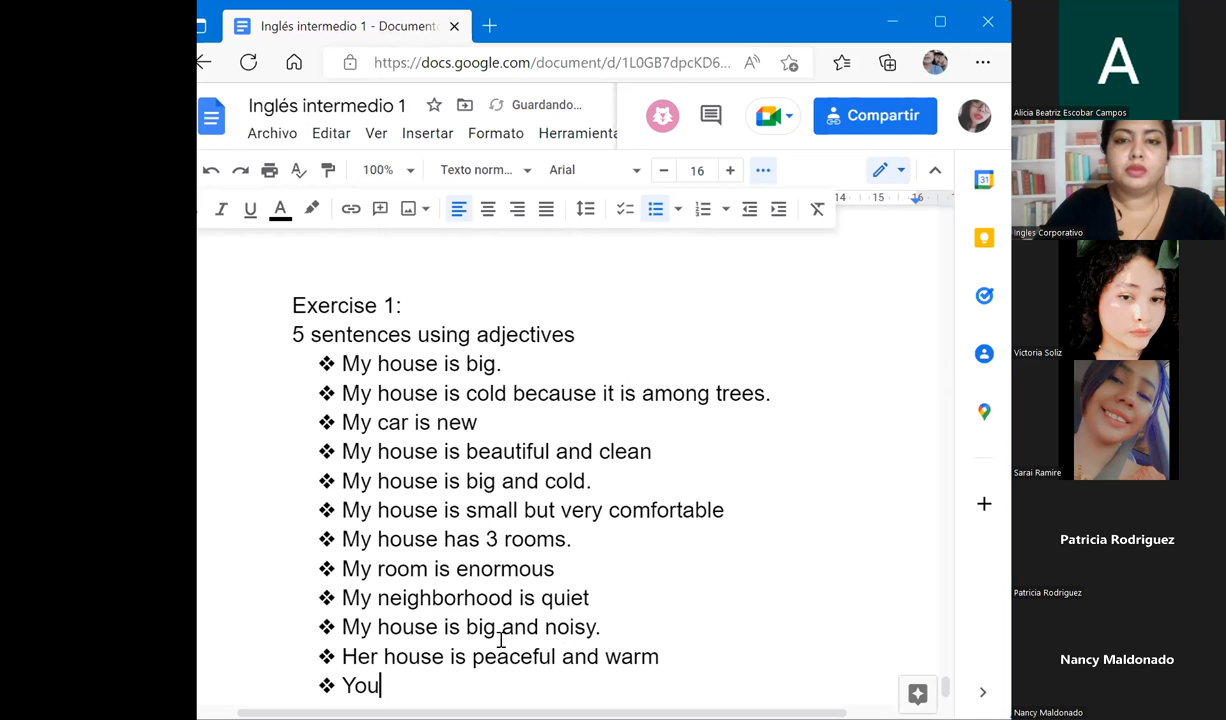 Inglés intermedio 1 - Documento
https://docs.google.com/document/d/1L0GB7dpcKD6...
Inglés intermedio 1
Guardando...
Compartir
Archivo Editar Ver Insertar Formato Herramienta
100% Texto norm... Arial 16
14 15 16
31
Exercise 1:
5 sentences using adjectives
❖ My house is big.
❖ My house is cold because it is among trees.
❖ My car is new
❖ My house is beautiful and clean
❖ My house is big and cold.
❖ My house is small but very comfortable
❖ My house has 3 rooms.
❖ My room is enormous
❖ My neighborhood is quiet
❖ My house is big and noisy.
❖ Her house is peaceful and warm
❖ You
A
Alicia Beatriz Escobar Campos
Ingles Corporativo
Victoria Soliz
Sarai Ramire
Patricia Rodriguez
Patricia Rodriguez
Nancy Maldonado
Nancy Maldonado